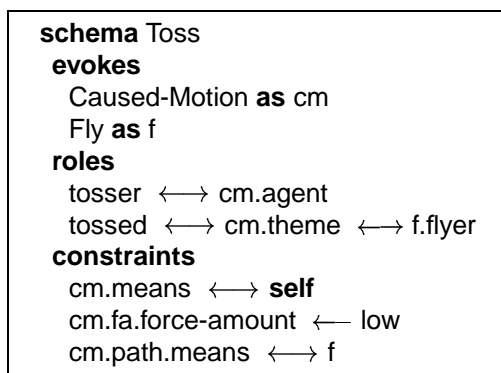 schema Toss
evokes
Caused-Motion as cm
Fly as f
roles
tosser ⟷ cm.agent
tossed ⟷ cm.theme ⟷ f.flyer
constraints
cm.means ⟷ self
cm.fa.force-amount ⟵ low
cm.path.means ⟷ f